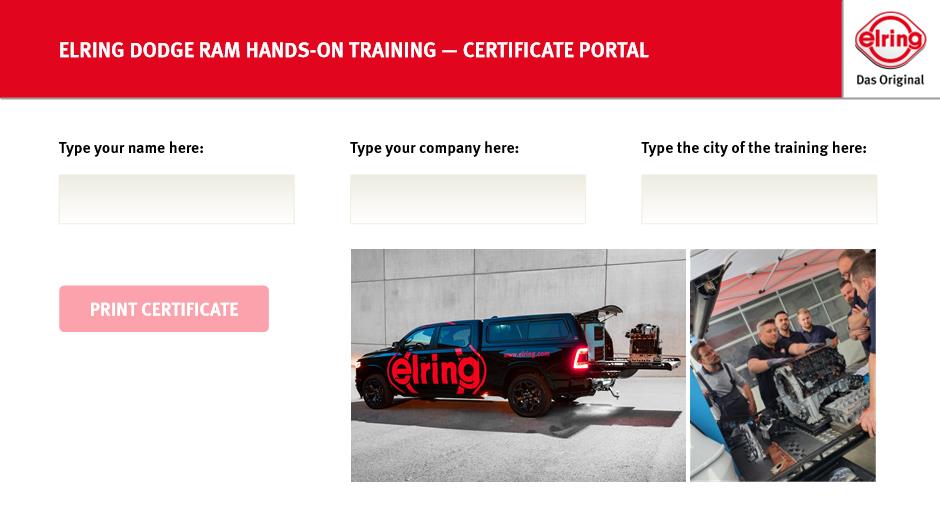 ELRING DODGE RAM HANDS-ON TRAINING — CERTIFICATE PORTAL
elring
Das Original
Type your name here:
Type your company here:
Type the city of the training here:
PRINT CERTIFICATE
elring
www.elring.com